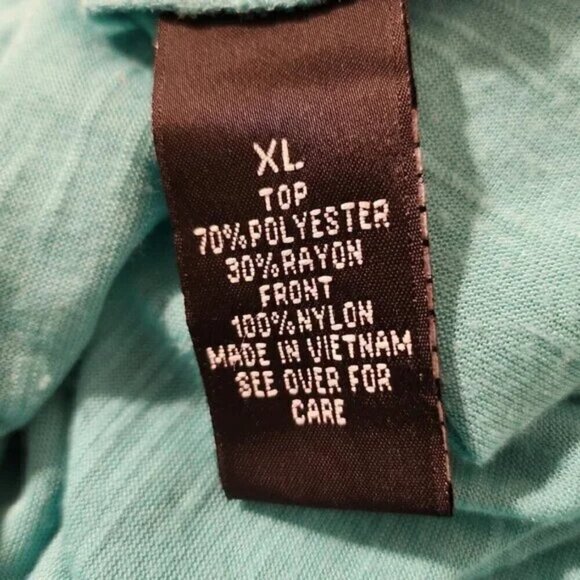 XL
TOP
70%POLYESTER
30%RAYON
FRONT
100%NYLON
MADE IN VIETNAM
SEE OVER FOR
CARE